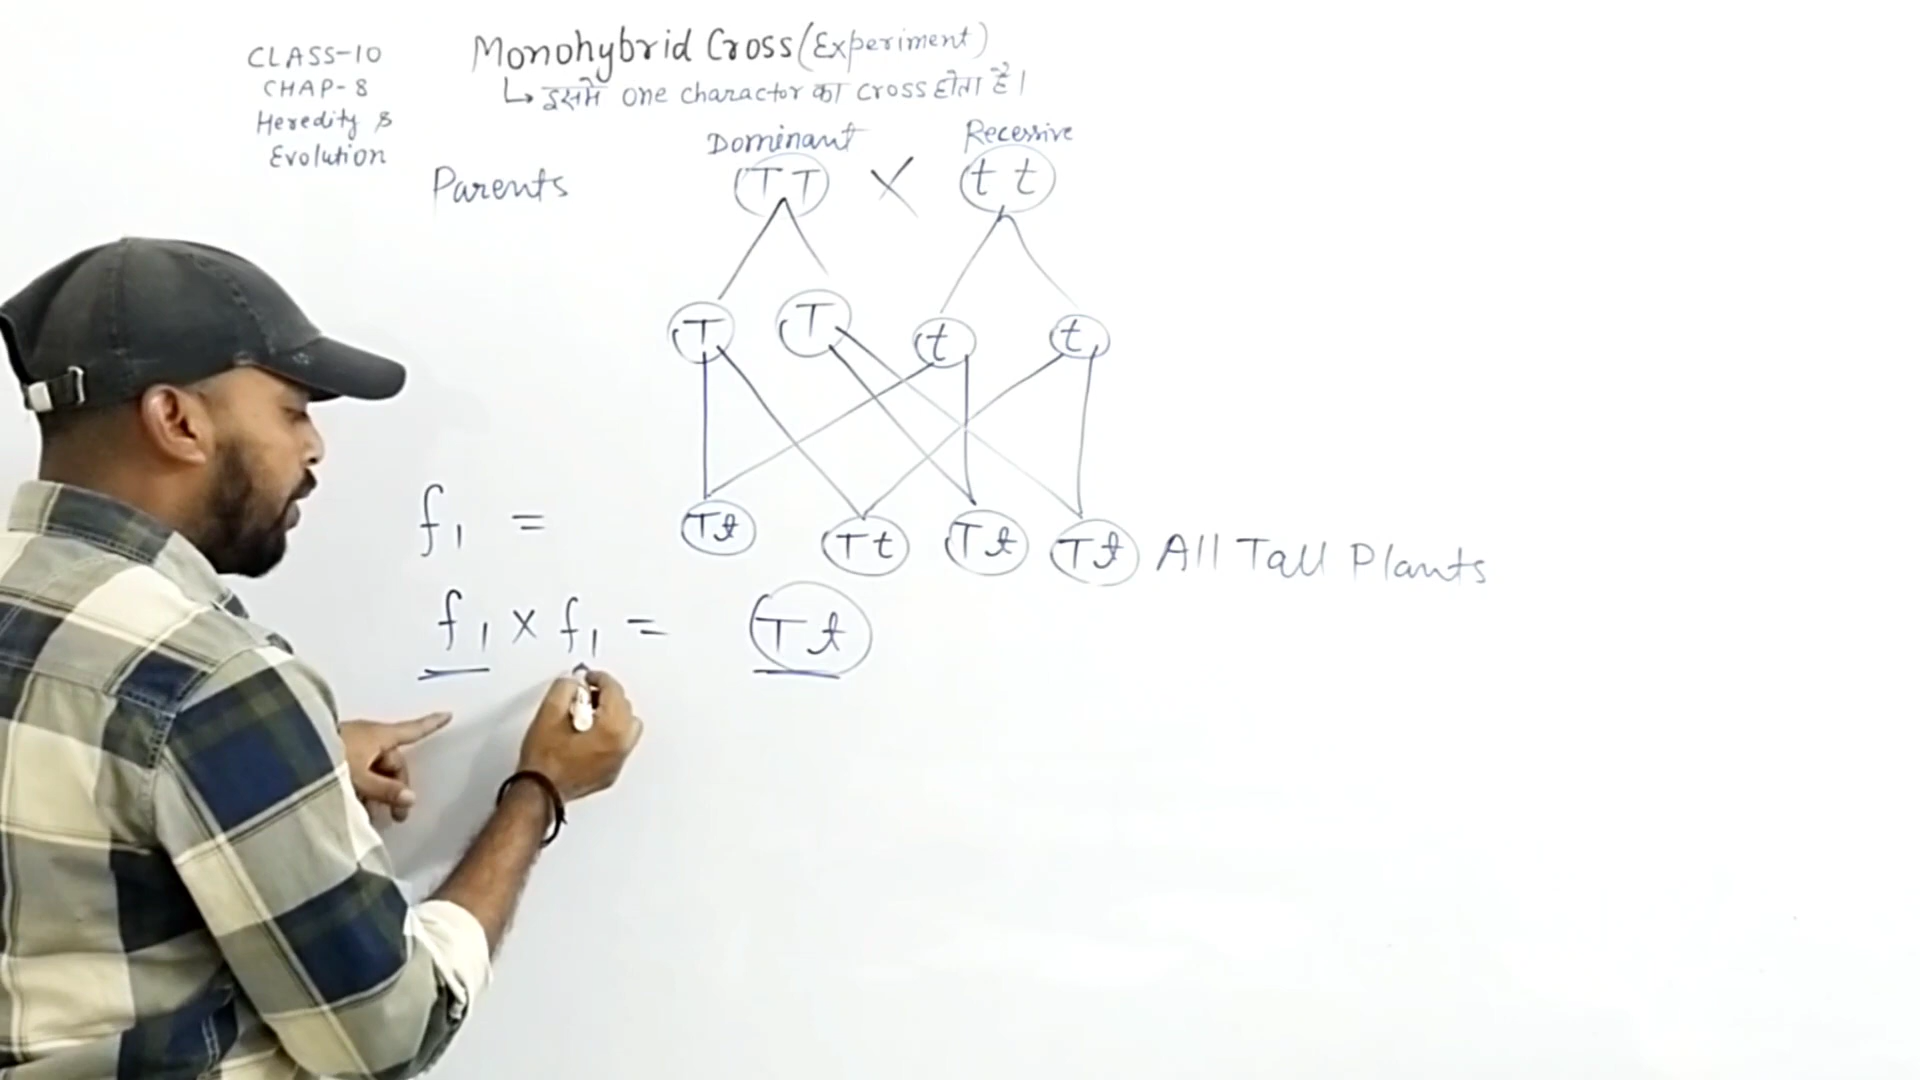 CLASS-10
CHAP-8
Heredity &
Evolution
Monohybrid Cross (Experiment)
↳ इसमें one charactor का cross होता है।
Dominant Recessive
Parents TT X tt
T T t t
f1 = Tt Tt Tt Tt All Tall Plants
f1 x f1 = Tt